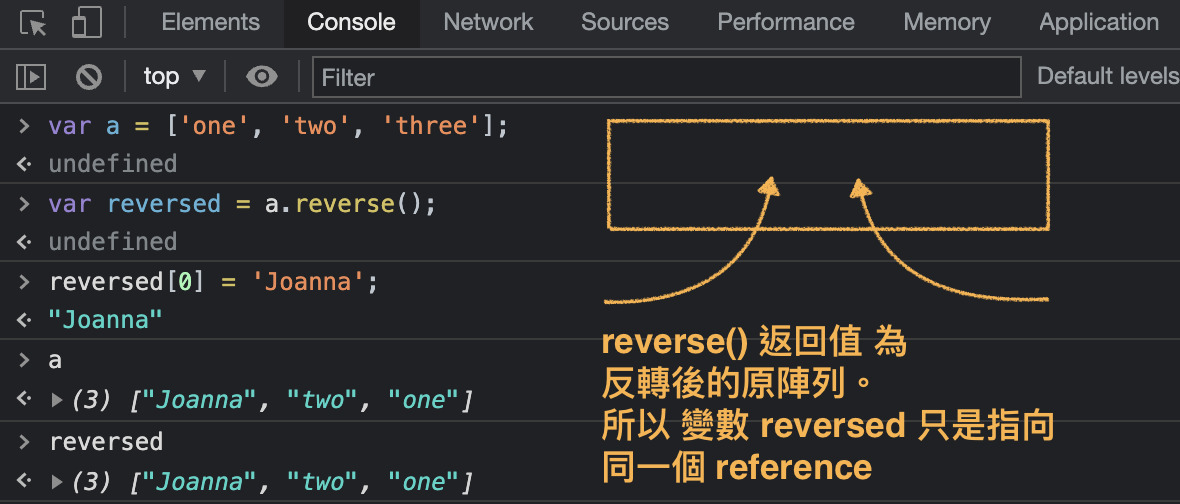 Elements Console Network Sources Performance Memory Application
top ▼ Filter Default levels
> var a = ['one', 'two', 'three'];
<· undefined
> var reversed = a.reverse();
<· undefined
> reversed[0] = 'Joanna';
<· "Joanna"
> a
<· ▶ (3) ["Joanna", "two", "one"]
> reversed
<· ▶ (3) ["Joanna", "two", "one"]
reverse() 返回值 為
反轉後的原陣列。
所以 變數 reversed 只是指向
同一個 reference